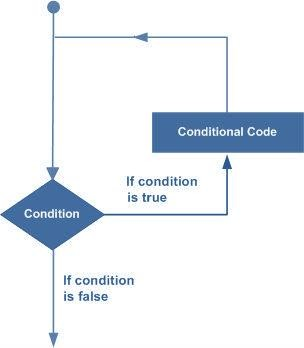 Conditional Code
If condition
is true
Condition
If condition
is false